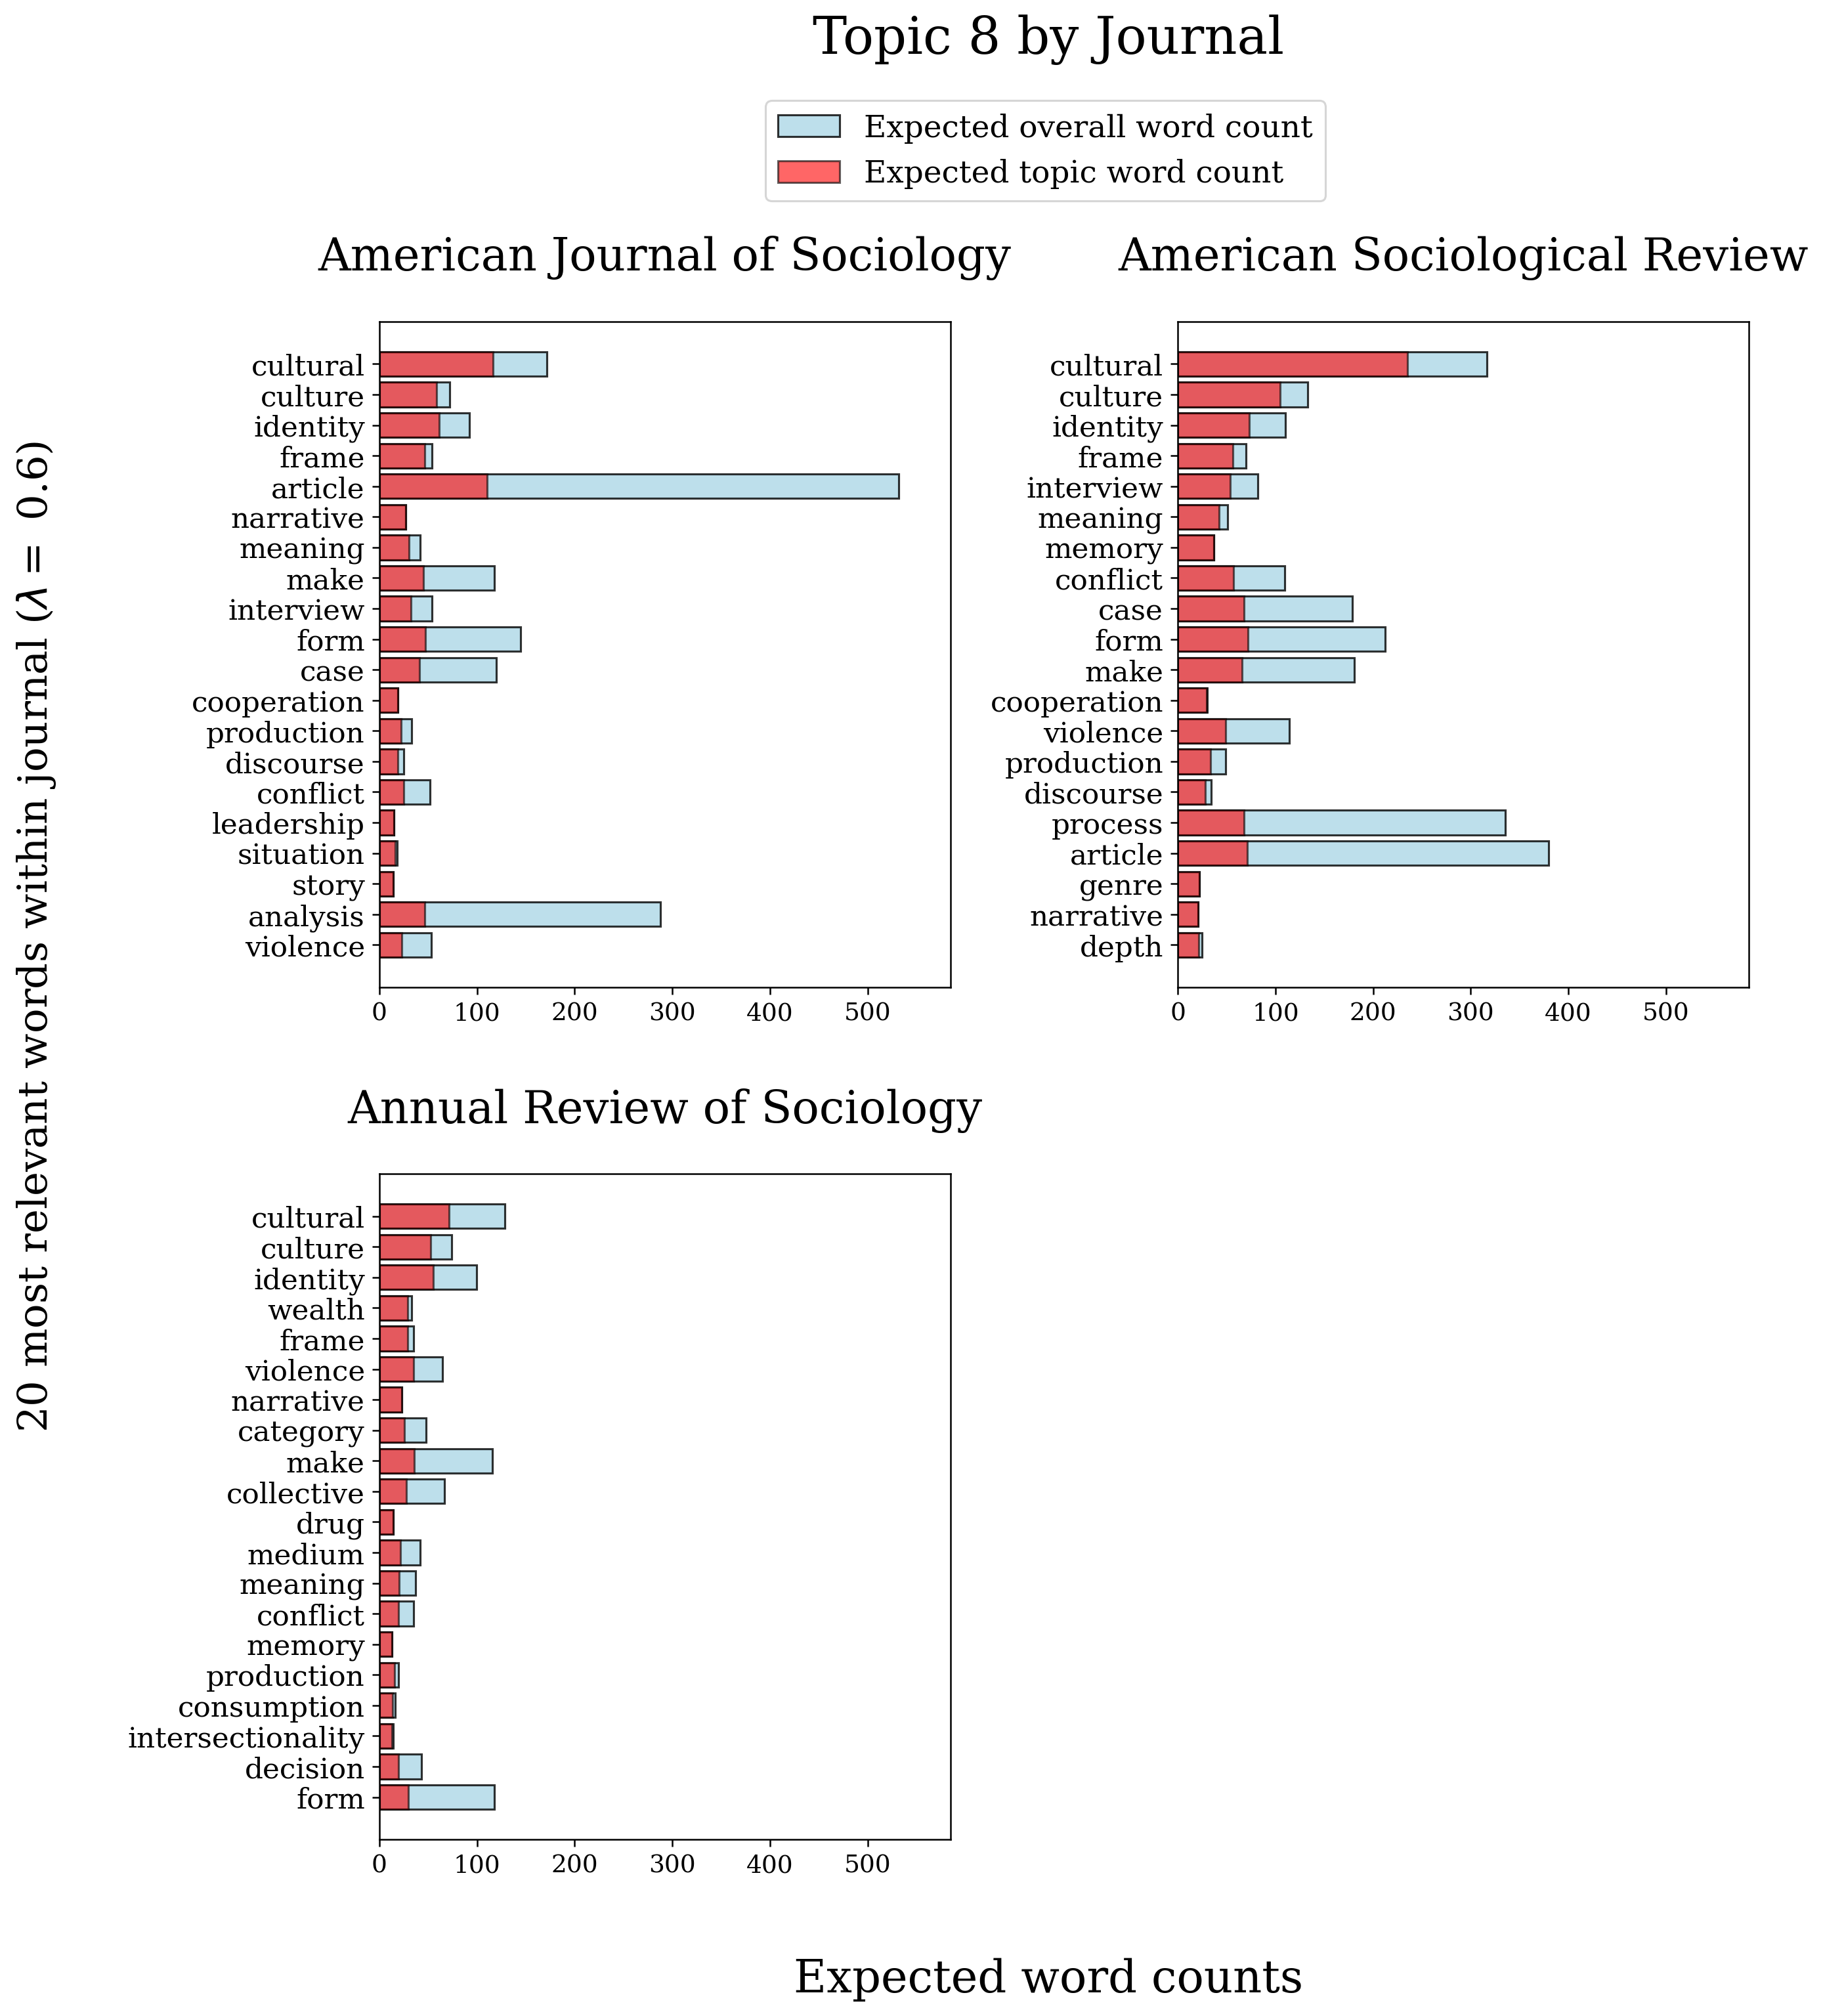 Topic 8 by Journal
Expected overall word count
Expected topic word count
20 most relevant words within journal (λ = 0.6)
American Journal of Sociology
cultural
culture
identity
frame
article
narrative
meaning
make
interview
form
case
cooperation
production
discourse
conflict
leadership
situation
story
analysis
violence
0 100 200 300 400 500
American Sociological Review
cultural
culture
identity
frame
interview
meaning
memory
conflict
case
form
make
cooperation
violence
production
discourse
process
article
genre
narrative
depth
0 100 200 300 400 500
Annual Review of Sociology
cultural
culture
identity
wealth
frame
violence
narrative
category
make
collective
drug
medium
meaning
conflict
memory
production
consumption
intersectionality
decision
form
0 100 200 300 400 500
Expected word counts